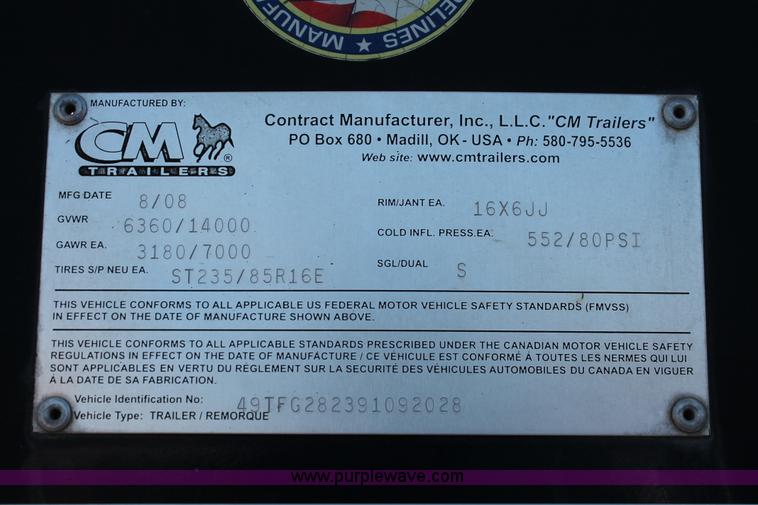 MANUFACTURED BY:
CM
TRAILERS
®
Contract Manufacturer, Inc., L.L.C."CM Trailers"
PO Box 680 • Madill, OK - USA • Ph: 580-795-5536
Web site: www.cmtrailers.com
MFG DATE 8/08
GVWR 6360/14000
GAWR EA. 3180/7000
TIRES S/P NEU EA. ST235/85R16E
RIM/JANT EA. 16X6JJ
COLD INFL. PRESS.EA. 552/80PSI
SGL/DUAL S
THIS VEHICLE CONFORMS TO ALL APPLICABLE US FEDERAL MOTOR VEHICLE SAFETY STANDARDS (FMVSS)
IN EFFECT ON THE DATE OF MANUFACTURE SHOWN ABOVE.
THIS VEHICLE CONFORMS TO ALL APPLICABLE STANDARDS PRESCRIBED UNDER THE CANADIAN MOTOR VEHICLE SAFETY
REGULATIONS IN EFFECT ON THE DATE OF MANUFACTURE / CE VÉHICULE EST CONFORMÉ À TOUTES LES NERMES QUI LUI
SONT APPLICABLES EN VERTU DU RÈGLEMENT SUR LA SECURITÉ DES VÉHICULES AUTOMOBILES DU CANADA EN VIGUER
À LA DATE DE SA FABRICATION.
Vehicle Identification No: 49TFG282391092028
Vehicle Type: TRAILER / REMORQUE
www.purplewave.com